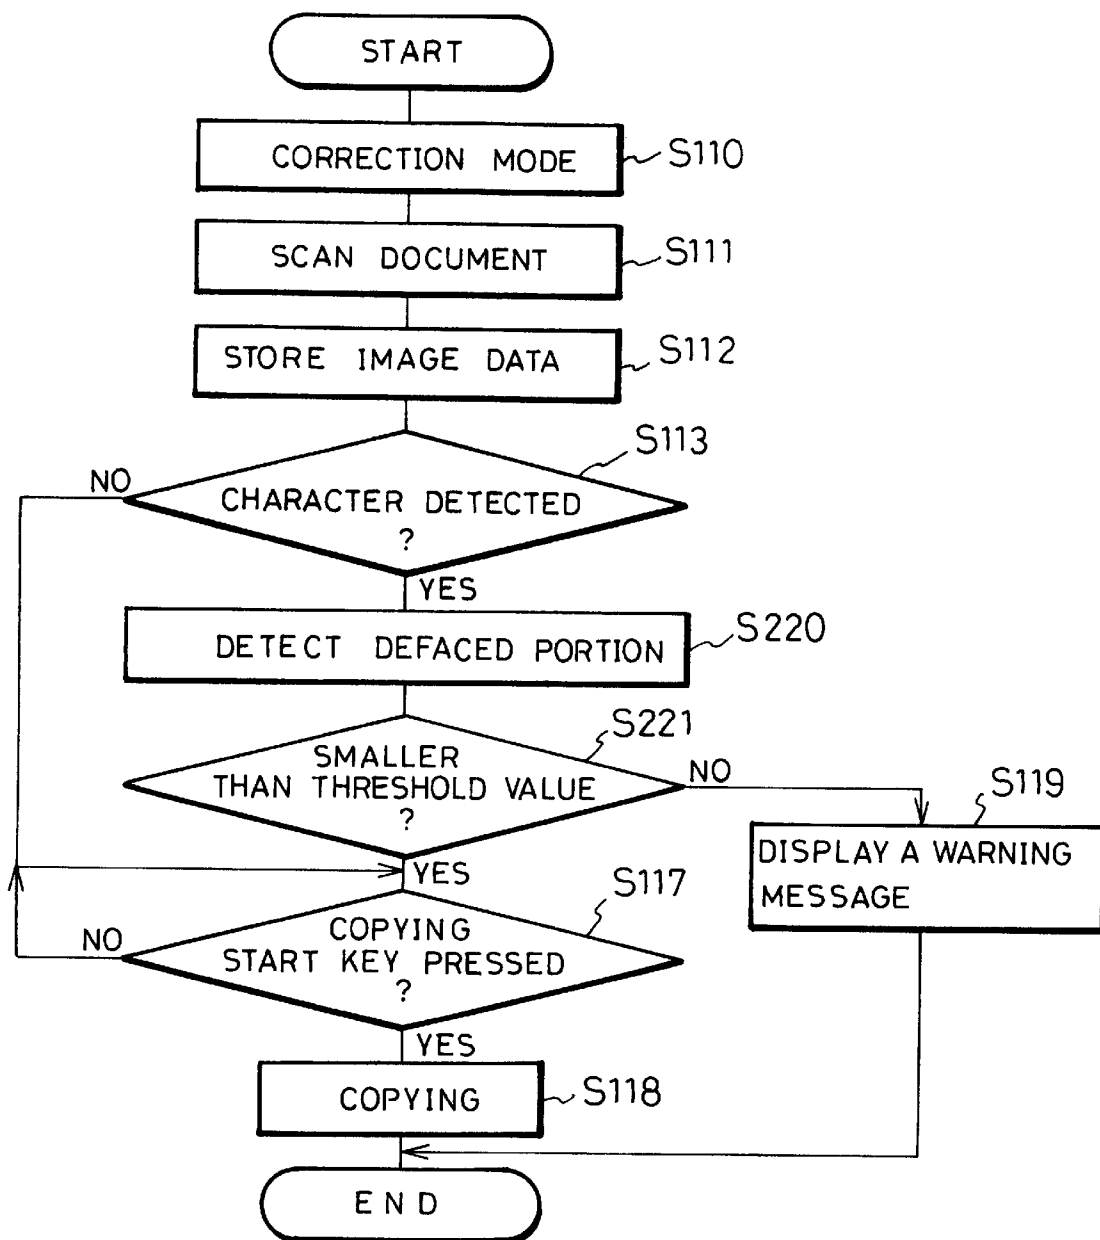 START
CORRECTION MODE
S110
SCAN DOCUMENT
S111
STORE IMAGE DATA
S112
S113
NO
CHARACTER DETECTED
?
YES
DETECT DEFACED PORTION
S220
S221
SMALLER
THAN THRESHOLD VALUE
?
NO
YES
S119
DISPLAY A WARNING
MESSAGE
S117
COPYING
START KEY PRESSED
?
NO
YES
COPYING
S118
END